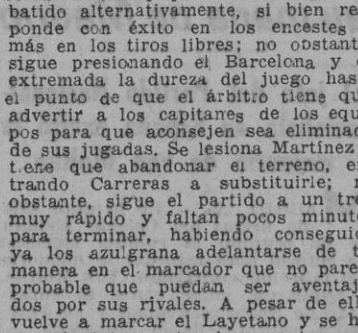 batido alternativamente, si bien re
ponde con éxito en los encestes
más en los tiros libres; no obstant
sigue presionando el Barcelona y
extremada la dureza del juego has
el punto de que el árbitro tiene qu
advertir a los capitanes de los equ
pos para que aconsejen sea eliminad
de sus jugadas. Se lesiona Martínez
tiene que abandonar el terreno, e
trando Carreras a substituirle;
obstante, sigue el partido a un tre
muy rápido y faltan pocos minut
para terminar, habiendo conseguid
ya los azulgrana adelantarse de t
manera en el marcador que no pare
probable que puedan ser aventaj
dos por sus rivales. A pesar de ell
vuelve a marcar el Layetano y se h